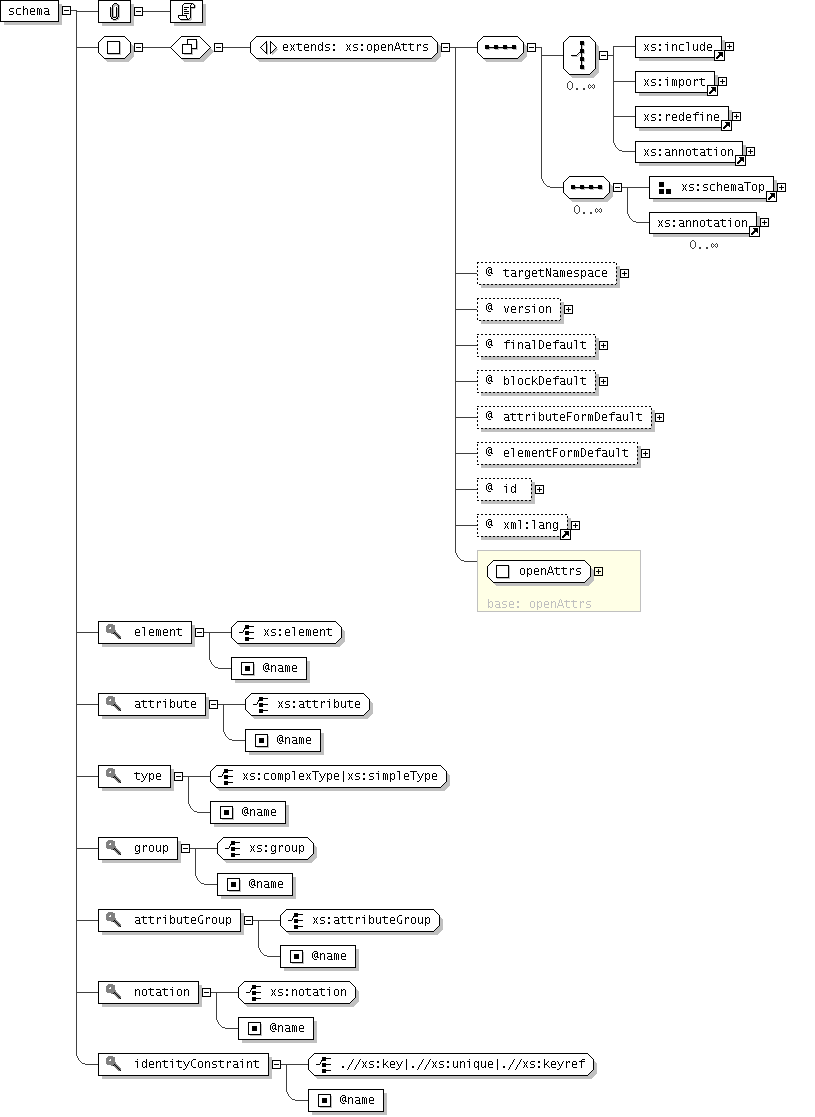 schema
extends: xs:openAttrs
xs:include
0..∞
xs:import
xs:redefine
xs:annotation
xs:schemaTop
0..∞
xs:annotation
0..∞
@ targetNamespace
@ version
@ finalDefault
@ blockDefault
@ attributeFormDefault
@ elementFormDefault
@ id
@ xml:lang
openAttrs
base: openAttrs
element
xs:element
@name
attribute
xs:attribute
@name
type
xs:complexType|xs:simpleType
@name
group
xs:group
@name
attributeGroup
xs:attributeGroup
@name
notation
xs:notation
@name
identityConstraint
.//xs:key|.//xs:unique|.//xs:keyref
@name